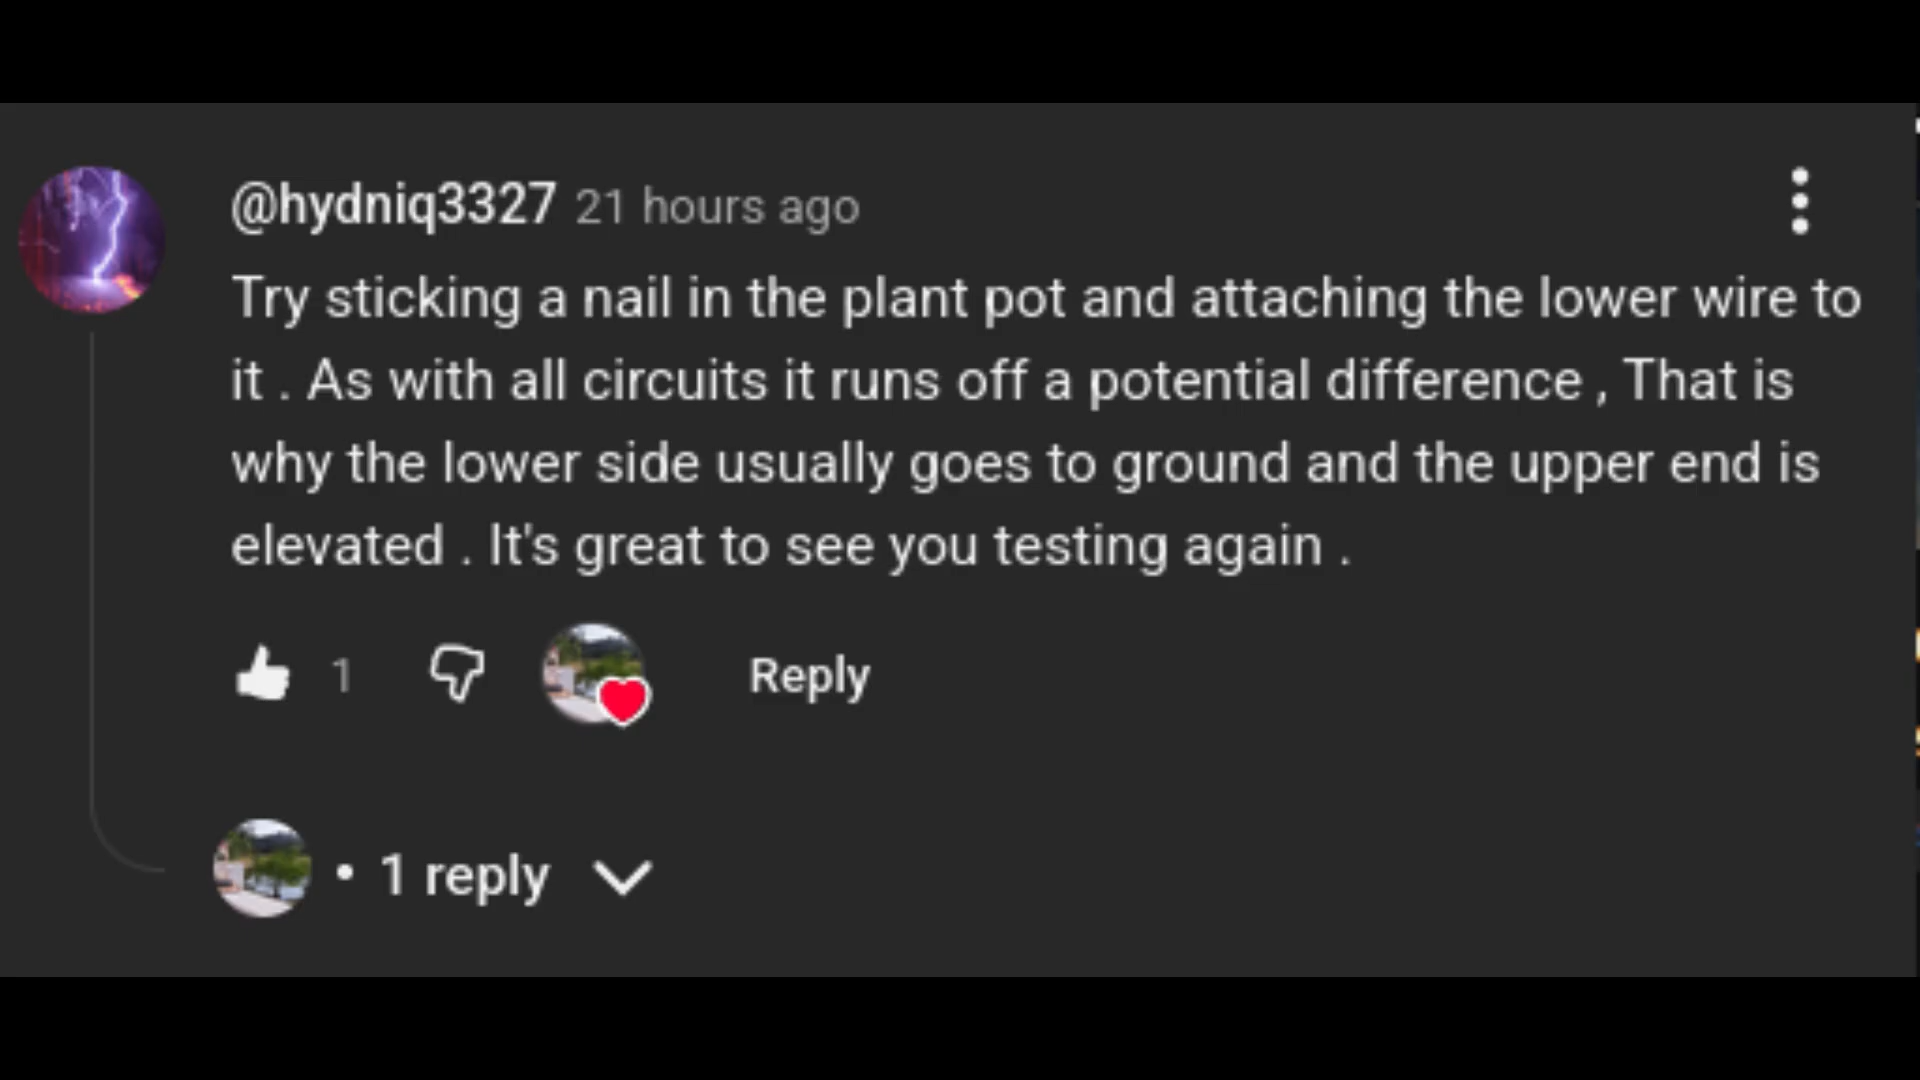 @hydniq3327 21 hours ago
Try sticking a nail in the plant pot and attaching the lower wire to
it . As with all circuits it runs off a potential difference , That is
why the lower side usually goes to ground and the upper end is
elevated . It's great to see you testing again .
1 Reply
• 1 reply